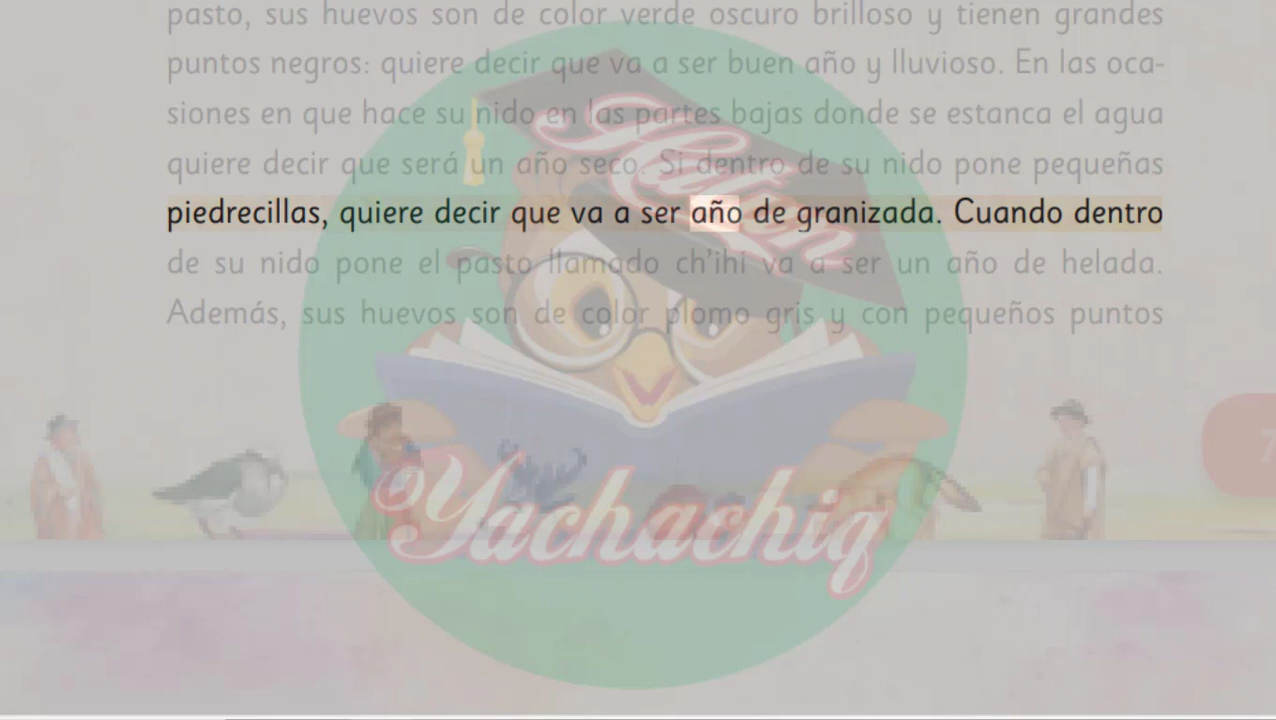 pasto, sus huevos son de color verde oscuro brilloso y tienen grandes
puntos negros: quiere decir que va a ser buen año y lluvioso. En las oca-
siones en que hace su nido en las partes bajas donde se estanca el agua
quiere decir que será un año seco. Si dentro de su nido pone pequeñas
piedrecillas, quiere decir que va a ser año de granizada. Cuando dentro
de su nido pone el pasto llamado ch'ihi va a ser un año de helada.
Además, sus huevos son de color plomo gris y con pequeños puntos
7
Yachachiq